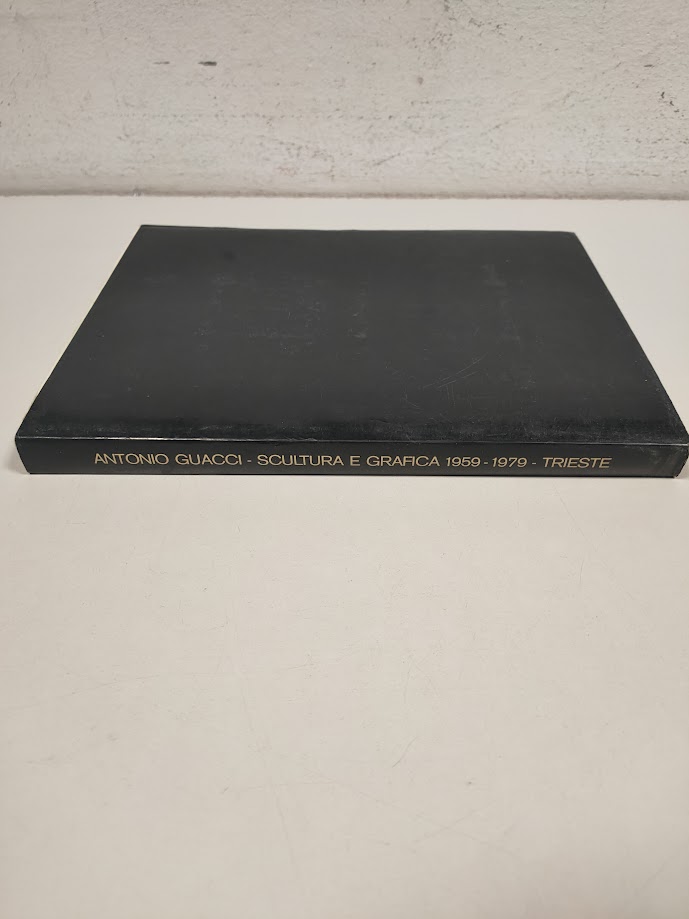 ANTONIO GUACCI - SCULTURA E GRAFICA 1959 - 1979 - TRIESTE